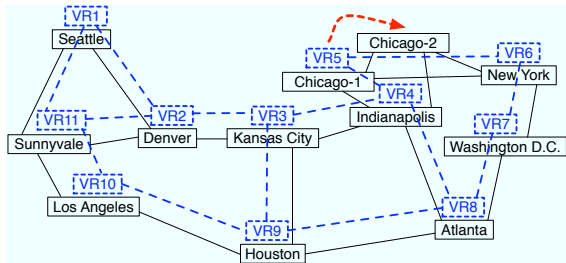 VR1
Seattle
Chicago-2
VR5
VR6
Chicago-1
New York
VR4
VR11
VR2
VR3
Indianapolis
VR7
Sunnyvale
Denver
Kansas City
Washington D.C.
VR10
Los Angeles
VR8
VR9
Atlanta
Houston